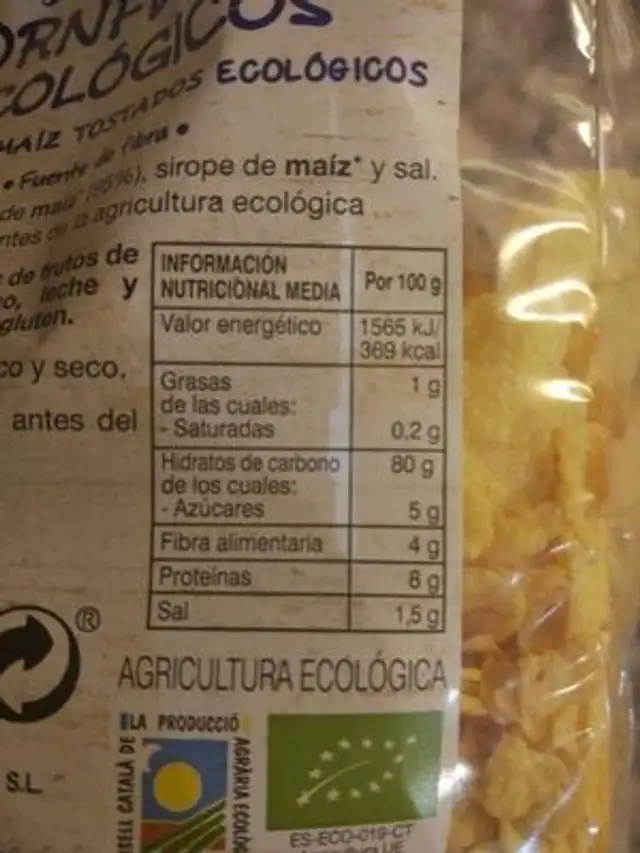 ECOLÓGICOS
ECOLÓGICOS
MAÍZ TOSTADOS
• Fuente de fibra •
de maíz* (95%), sirope de maíz* y sal.
agricultura ecológica
de frutos de
leche y
gluten.
co y seco,
antes del
INFORMACIÓN
NUTRICIONAL MEDIA
Por 100 g
Valor energético
1565 kJ/
369 kcal
Grasas
1 g
de las cuales:
- Saturadas
0,2 g
Hidratos de carbono
80 g
de los cuales:
- Azúcares
5 g
Fibra alimentaria
4 g
Proteínas
8 g
Sal
1,5 g
®
AGRICULTURA ECOLÓGICA
LA PRODUCCIÓ
AGRÀRIA ECOLÒ
SELL CATALÀ DE
S.L.
ES-ECO-019-CT